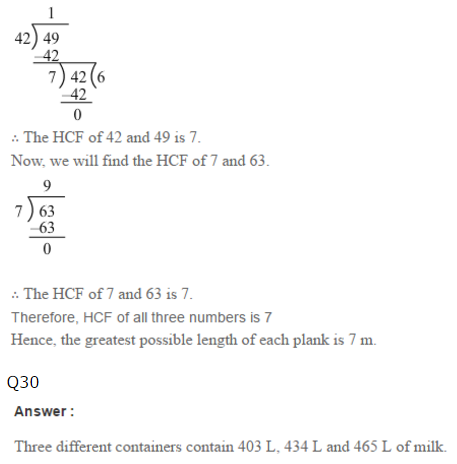 1
42) 49
–42
7) 42 (6
–42
0
∴ The HCF of 42 and 49 is 7.
Now, we will find the HCF of 7 and 63.
9
7) 63
–63
0
∴ The HCF of 7 and 63 is 7.
Therefore, HCF of all three numbers is 7
Hence, the greatest possible length of each plank is 7 m.
Q30
Answer :
Three different containers contain 403 L, 434 L and 465 L of milk.